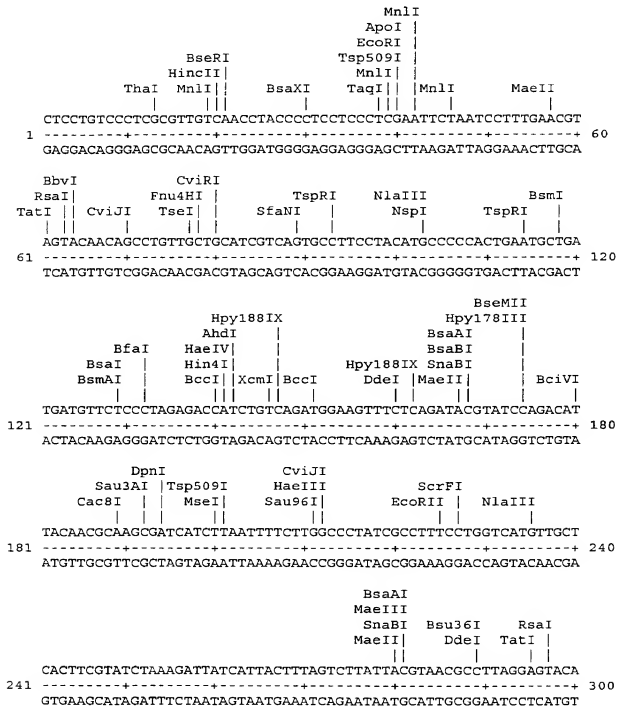 MnlI
ApoI
EcoRI
BseRI Tsp509I
HincII MnlI
ThaI MnlI BsaXI TaqI MnlI MaeII
CTCCTGTCCCTCGCGTTGTCAACCTACCCCTCCTCCCTCGAATTCTAATCCTTTGAACGT
1 ---------+---------+---------+---------+---------+---------+ 60
GAGGACAGGGAGCGCAACAGTTGGATGGGGAGGAGGGAGCTTAAGATTAGGAAACTTGCA
BbvI CviRI
RsaI Fnu4HI TspRI NlaIII BsmI
TatI CviJI TseI SfaNI NspI TspRI
AGTACAACAGCCTGTTGCTGCATCGTCAGTGCCTTCCTACATGCCCCCACTGAATGCTGA
61 ---------+---------+---------+---------+---------+---------+ 120
TCATGTTGTCGGACAACGACGTAGCAGTCACGGAAGGATGTACGGGGGTGACTTACGACT
BseMII
Hpy188IX Hpy178III
AhdI BsaAI
BfaI HaeIV BsaBI
BsaI Hin4I Hpy188IX SnaBI
BsmAI BccI XcmI BccI DdeI MaeII BciVI
TGATGTTCTCCCTAGAGACCATCTGTCAGATGGAAGTTTCTCAGATACGTATCCAGACAT
121 ---------+---------+---------+---------+---------+---------+ 180
ACTACAAGAGGGATCTCTGGTAGACAGTCTACCTTCAAAGAGTCTATGCATAGGTCTGTA
DpnI CviJI
Sau3AI Tsp509I HaeIII ScrFI
Cac8I MseI Sau96I EcoRII NlaIII
TACAACGCAAGCGATCATCTTAATTTTCTTGGCCCTATCGCCTTTCCTGGTCATGTTGCT
181 ---------+---------+---------+---------+---------+---------+ 240
ATGTTGCGTTCGCTAGTAGAATTAAAAGAACCGGGATAGCGGAAAGGACCAGTACAACGA
BsaAI
MaeIII
SnaBI Bsu36I RsaI
MaeII DdeI TatI
CACTTCGTATCTAAAGATTATCATTACTTTAGTCTTATTACGTAACGCCTTAGGAGTACA
241 ---------+---------+---------+---------+---------+---------+ 300
GTGAAGCATAGATTTCTAATAGTAATGAAATCAGAATAATGCATTGCGGAATCCTCATGT